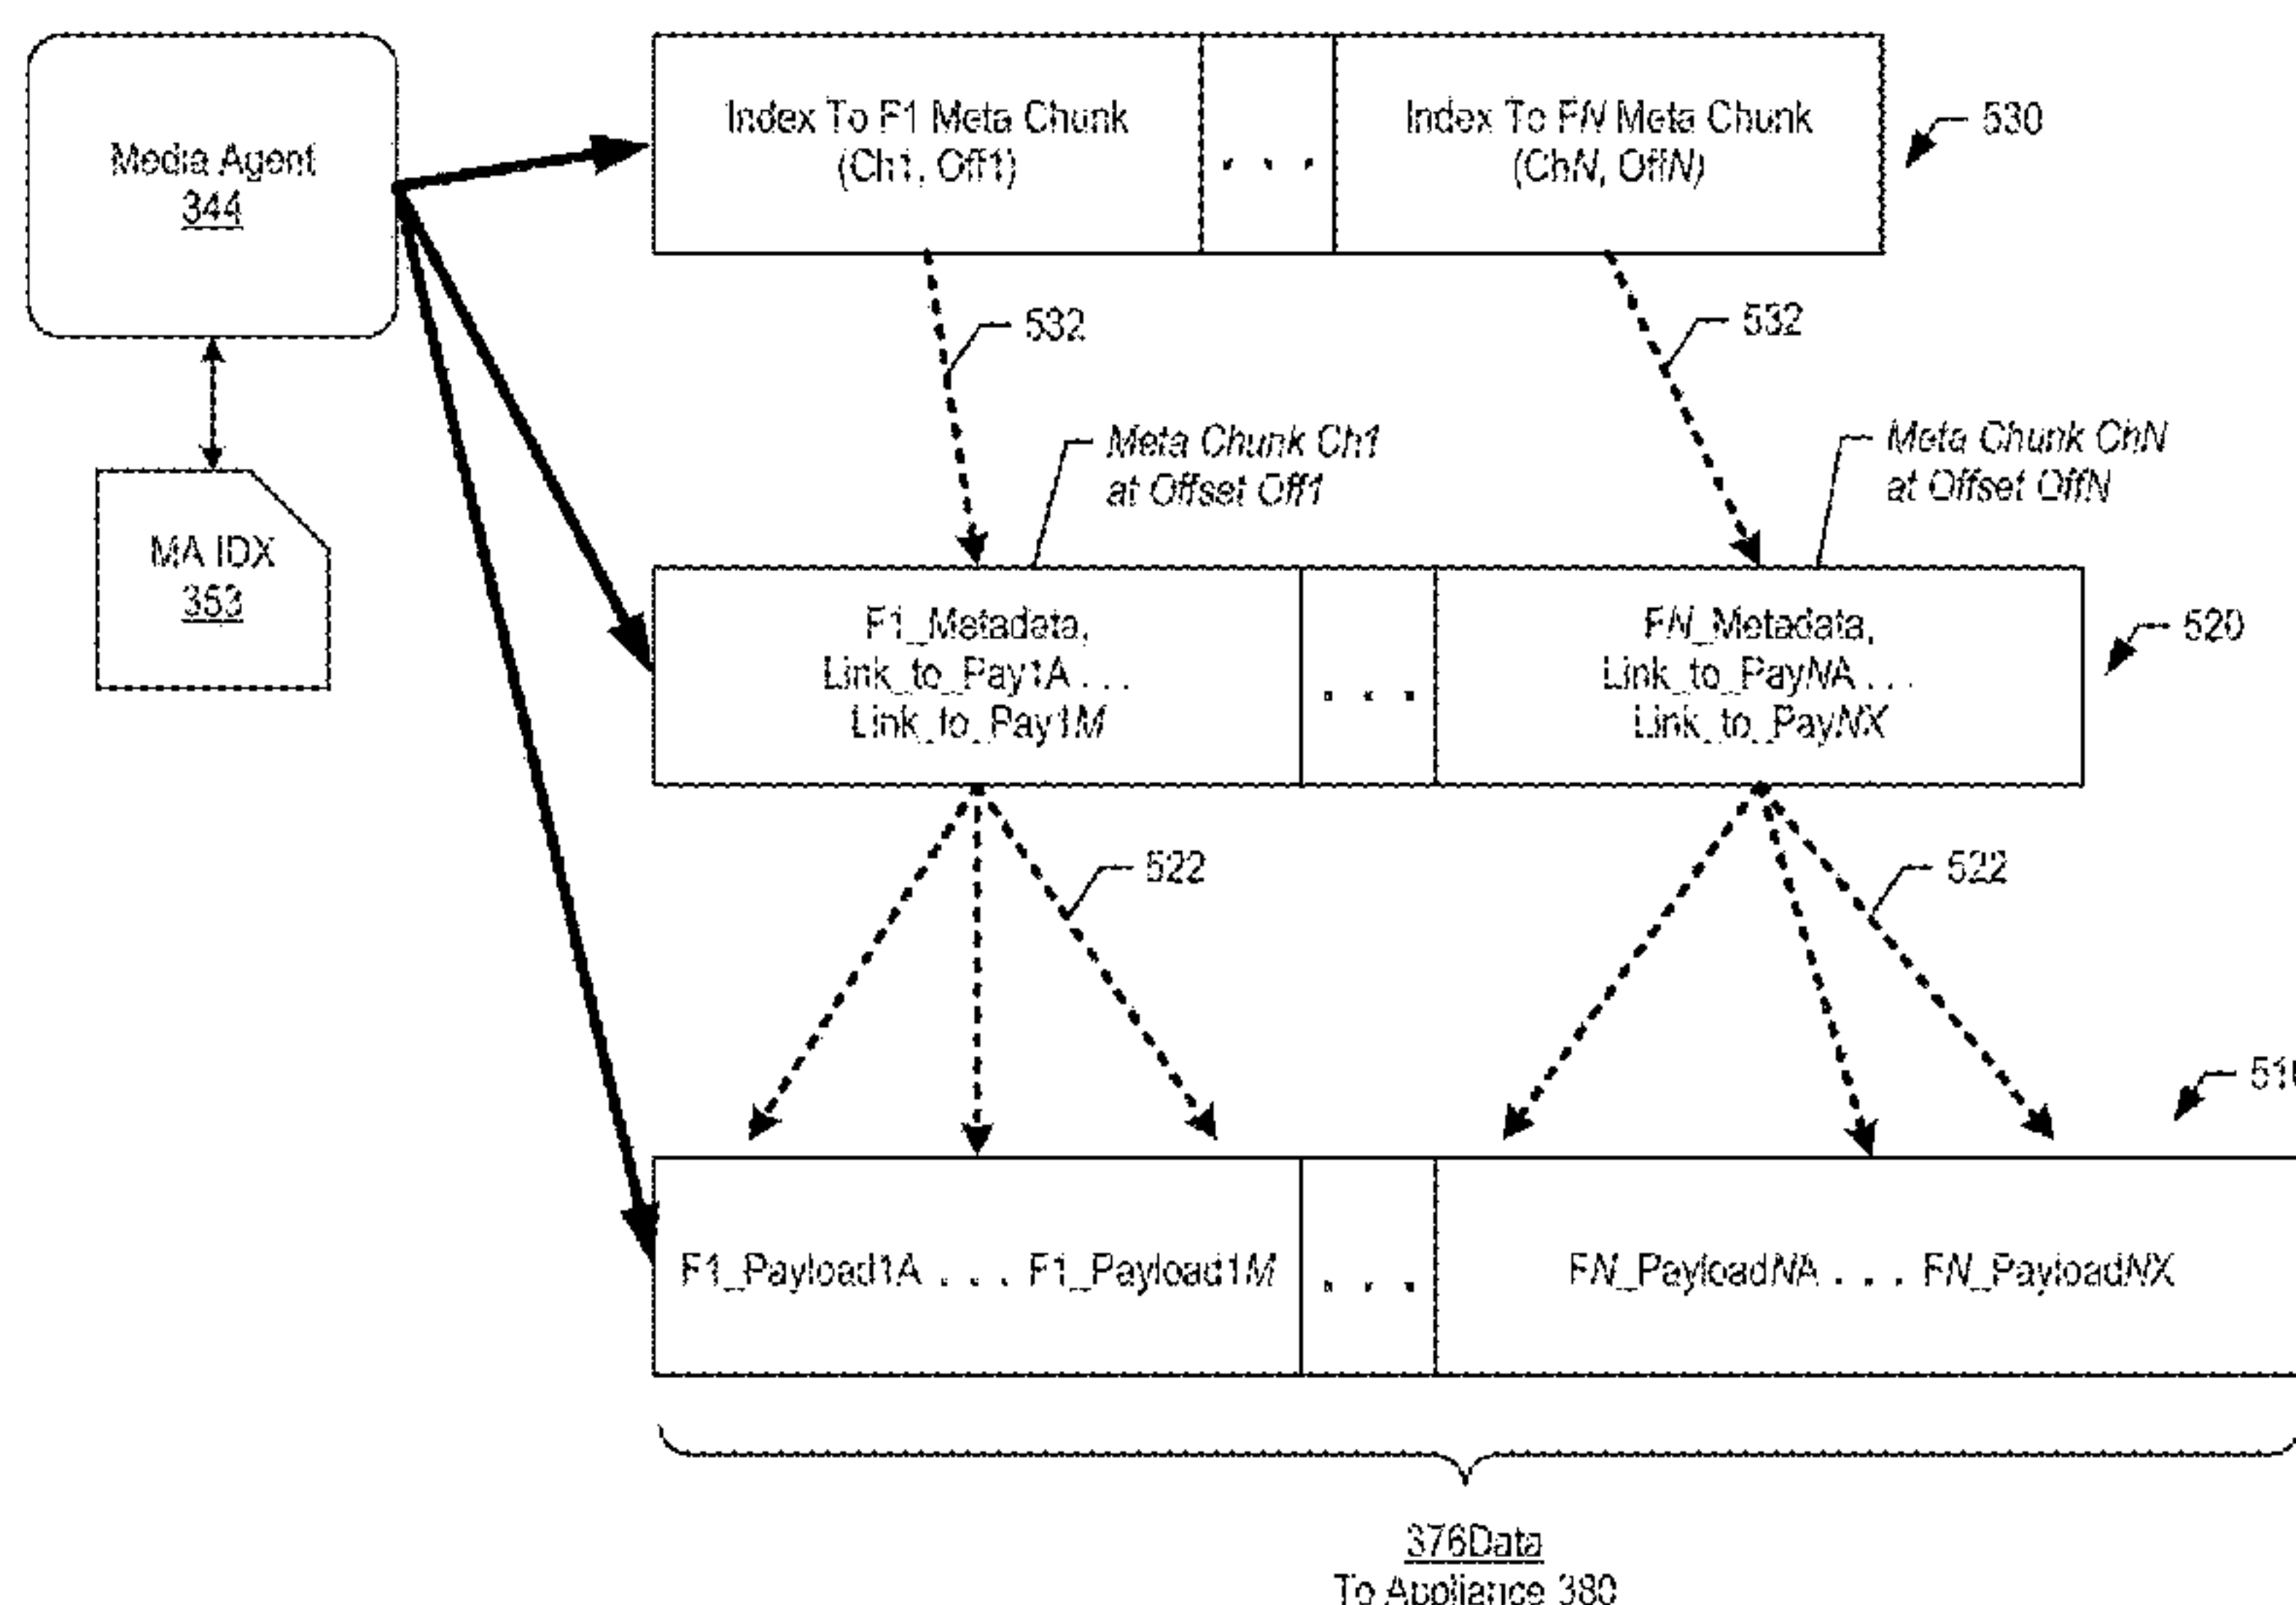 Media Agent
344
MA IDX
353
Index To F1 Meta Chunk
(Ch1, Off1)
. . .
Index To FN Meta Chunk
(ChN, OffN)
530
532
532
Meta Chunk Ch1
at Offset Off1
Meta Chunk ChN
at Offset OffN
F1_Metadata,
Link_to_Pay1A . . .
Link_to_Pay1M
. . .
FN_Metadata,
Link_to_PayNA . . .
Link_to_PayNX
520
522
522
F1_Payload1A . . . F1_Payload1M
. . .
FN_PayloadNA . . . FN_PayloadNX
376Data
To Appliance 380